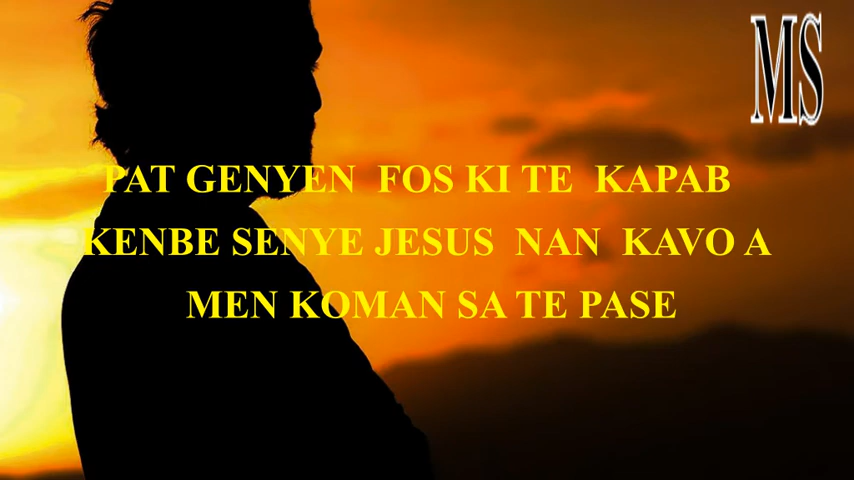 MS
PAT GENYEN FOS KI TE KAPAB
KENBE SENYE JESUS NAN KAVO A
MEN KOMAN SA TE PASE